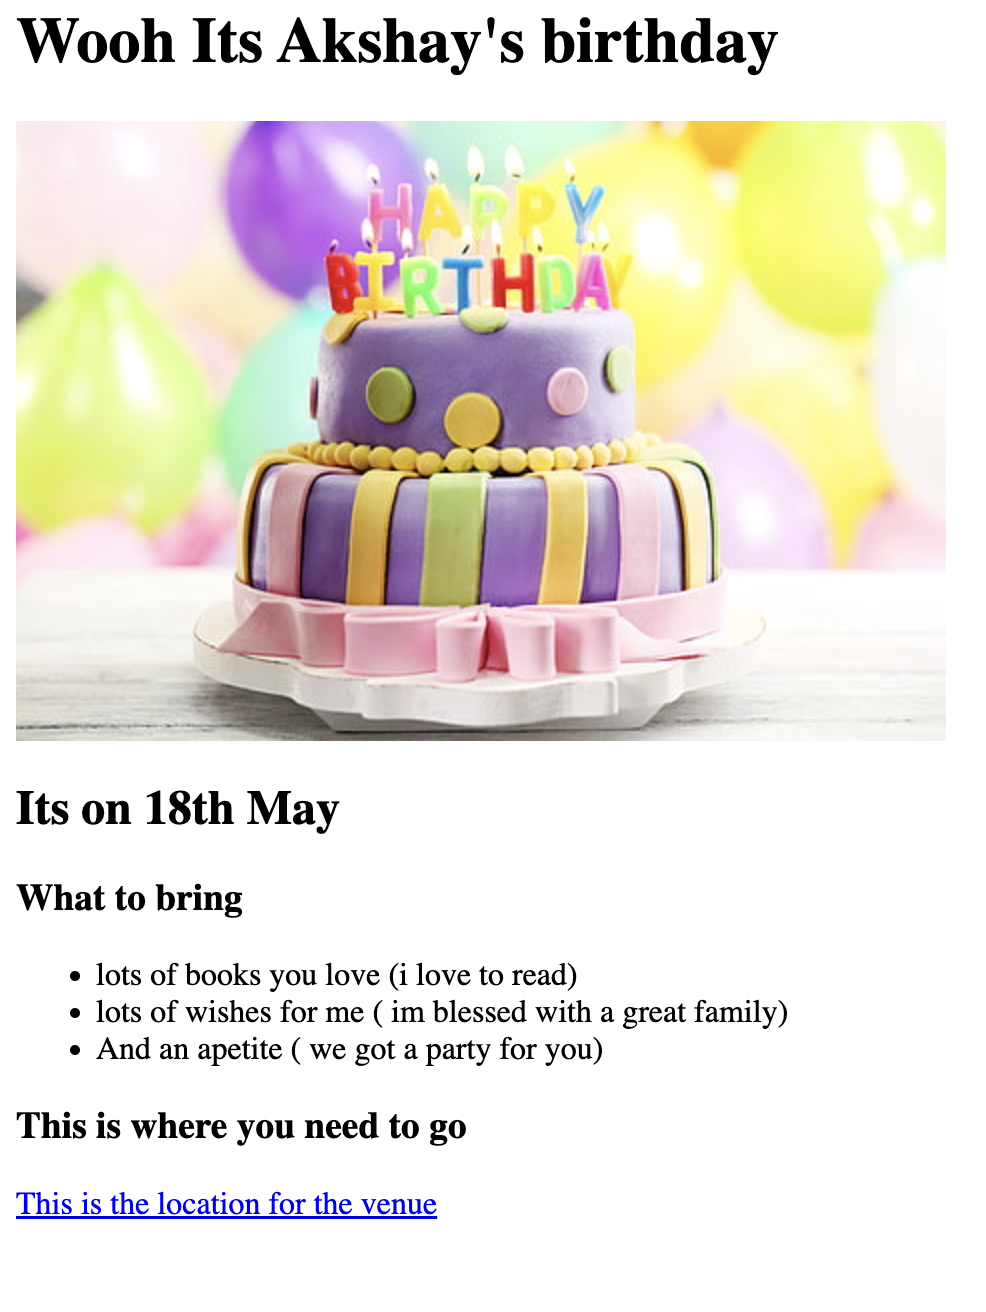 Wooh Its Akshay's birthday
HAPPY
BIRTHDAY
Its on 18th May
What to bring
lots of books you love (i love to read)
lots of wishes for me ( im blessed with a great family)
And an apetite ( we got a party for you)
This is where you need to go
This is the location for the venue